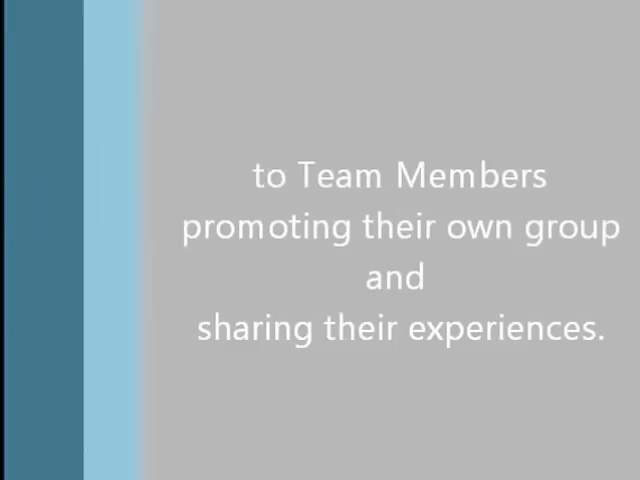 to Team Members
promoting their own group
and
sharing their experiences.